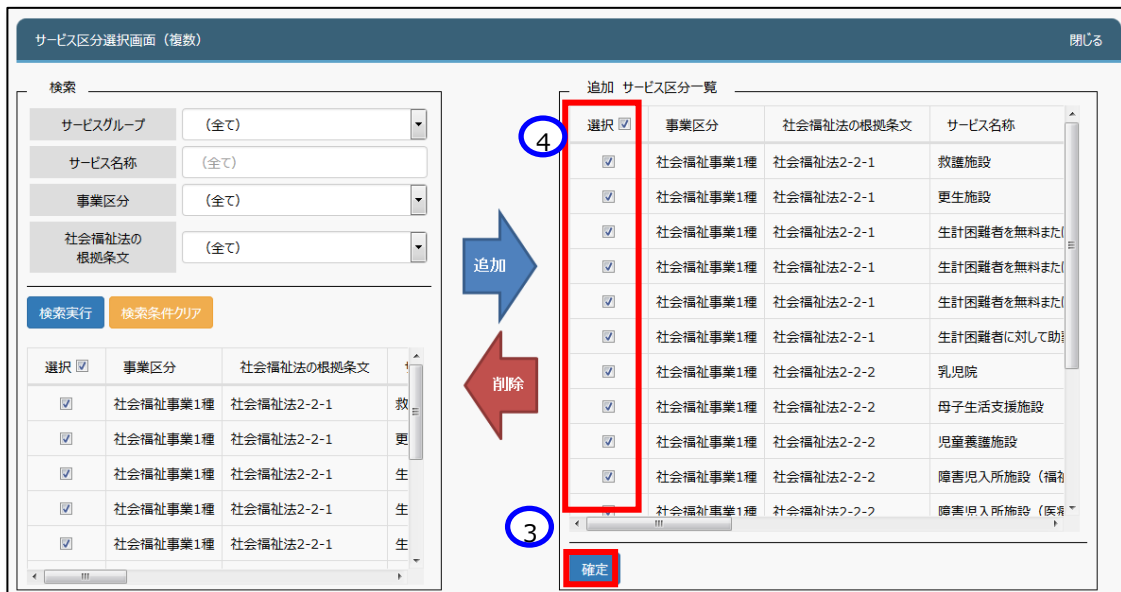 サービス区分選択画面（複数）
閉じる
検索
サービスグループ
（全て）
サービス名称
（全て）
事業区分
（全て）
社会福祉法の
根拠条文
（全て）
検索実行
検索条件クリア
選択 事業区分 社会福祉法の根拠条文
社会福祉事業1種 社会福祉法2-2-1 救
社会福祉事業1種 社会福祉法2-2-1 更
社会福祉事業1種 社会福祉法2-2-1 生
社会福祉事業1種 社会福祉法2-2-1 生
社会福祉事業1種 社会福祉法2-2-1 生
追加
削除
追加 サービス区分一覧
4
選択 事業区分 社会福祉法の根拠条文 サービス名称
社会福祉事業1種 社会福祉法2-2-1 救護施設
社会福祉事業1種 社会福祉法2-2-1 更生施設
社会福祉事業1種 社会福祉法2-2-1 生計困難者を無料また
社会福祉事業1種 社会福祉法2-2-1 生計困難者を無料また
社会福祉事業1種 社会福祉法2-2-1 生計困難者を無料また
社会福祉事業1種 社会福祉法2-2-1 生計困難者に対して助
社会福祉事業1種 社会福祉法2-2-2 乳児院
社会福祉事業1種 社会福祉法2-2-2 母子生活支援施設
社会福祉事業1種 社会福祉法2-2-2 児童養護施設
社会福祉事業1種 社会福祉法2-2-2 障害児入所施設（福祉
社会福祉事業1種 社会福祉法2-2-2 障害児入所施設（医療
3
確定